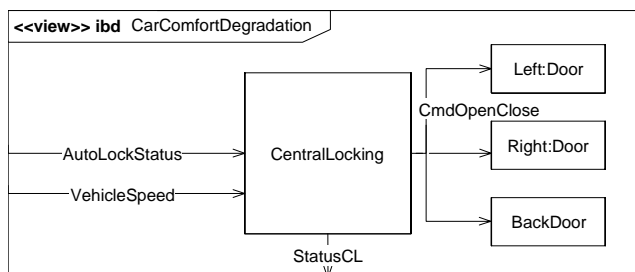 <<view>> ibd CarComfortDegradation
Left:Door
CmdOpenClose
AutoLockStatus
CentralLocking
Right:Door
VehicleSpeed
BackDoor
StatusCL